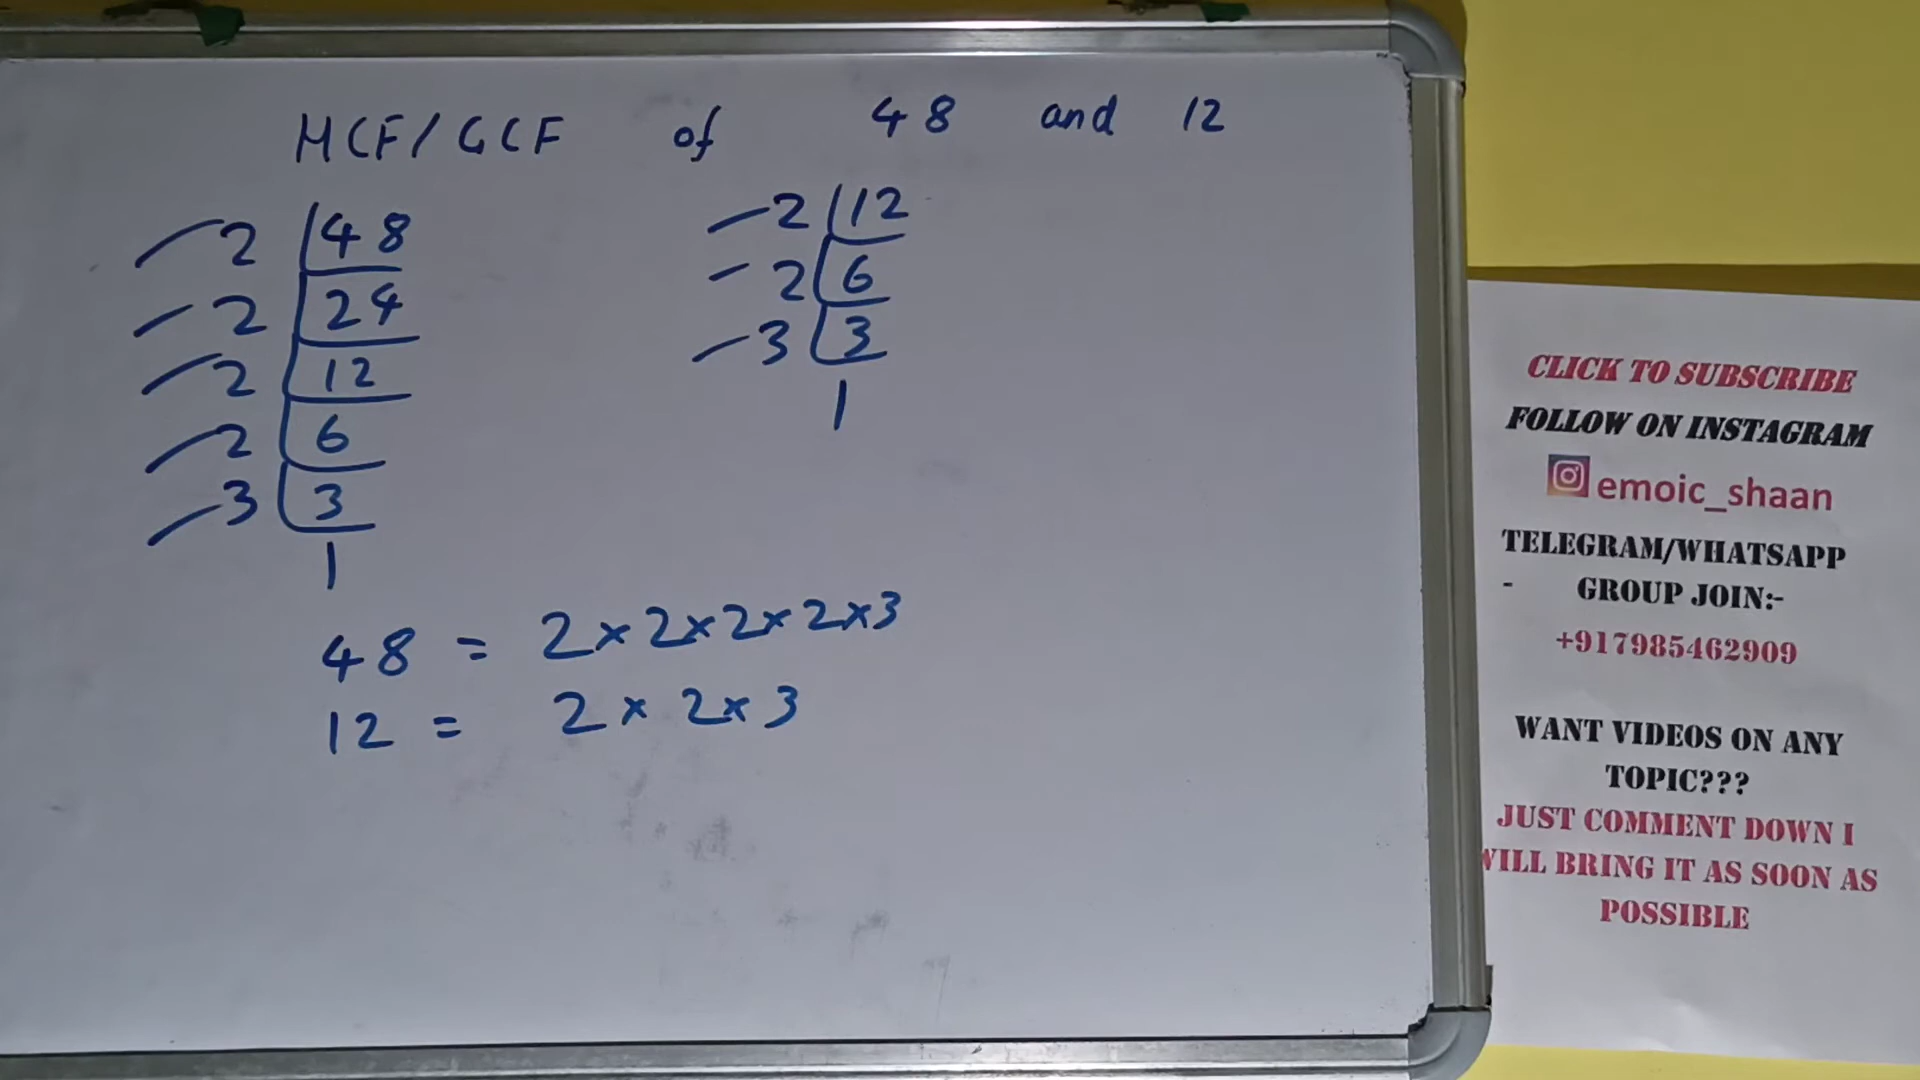 HCF/GCF of 48 and 12
2 48
2 24
2 12
2 6
3 3
1
2 12
2 6
3 3
1
48 = 2×2×2×2×3
12 = 2×2×3
CLICK TO SUBSCRIBE
FOLLOW ON INSTAGRAM
emoic_shaan
TELEGRAM/WHATSAPP
- GROUP JOIN:-
+917985462909
WANT VIDEOS ON ANY
TOPIC???
JUST COMMENT DOWN I
WILL BRING IT AS SOON AS
POSSIBLE